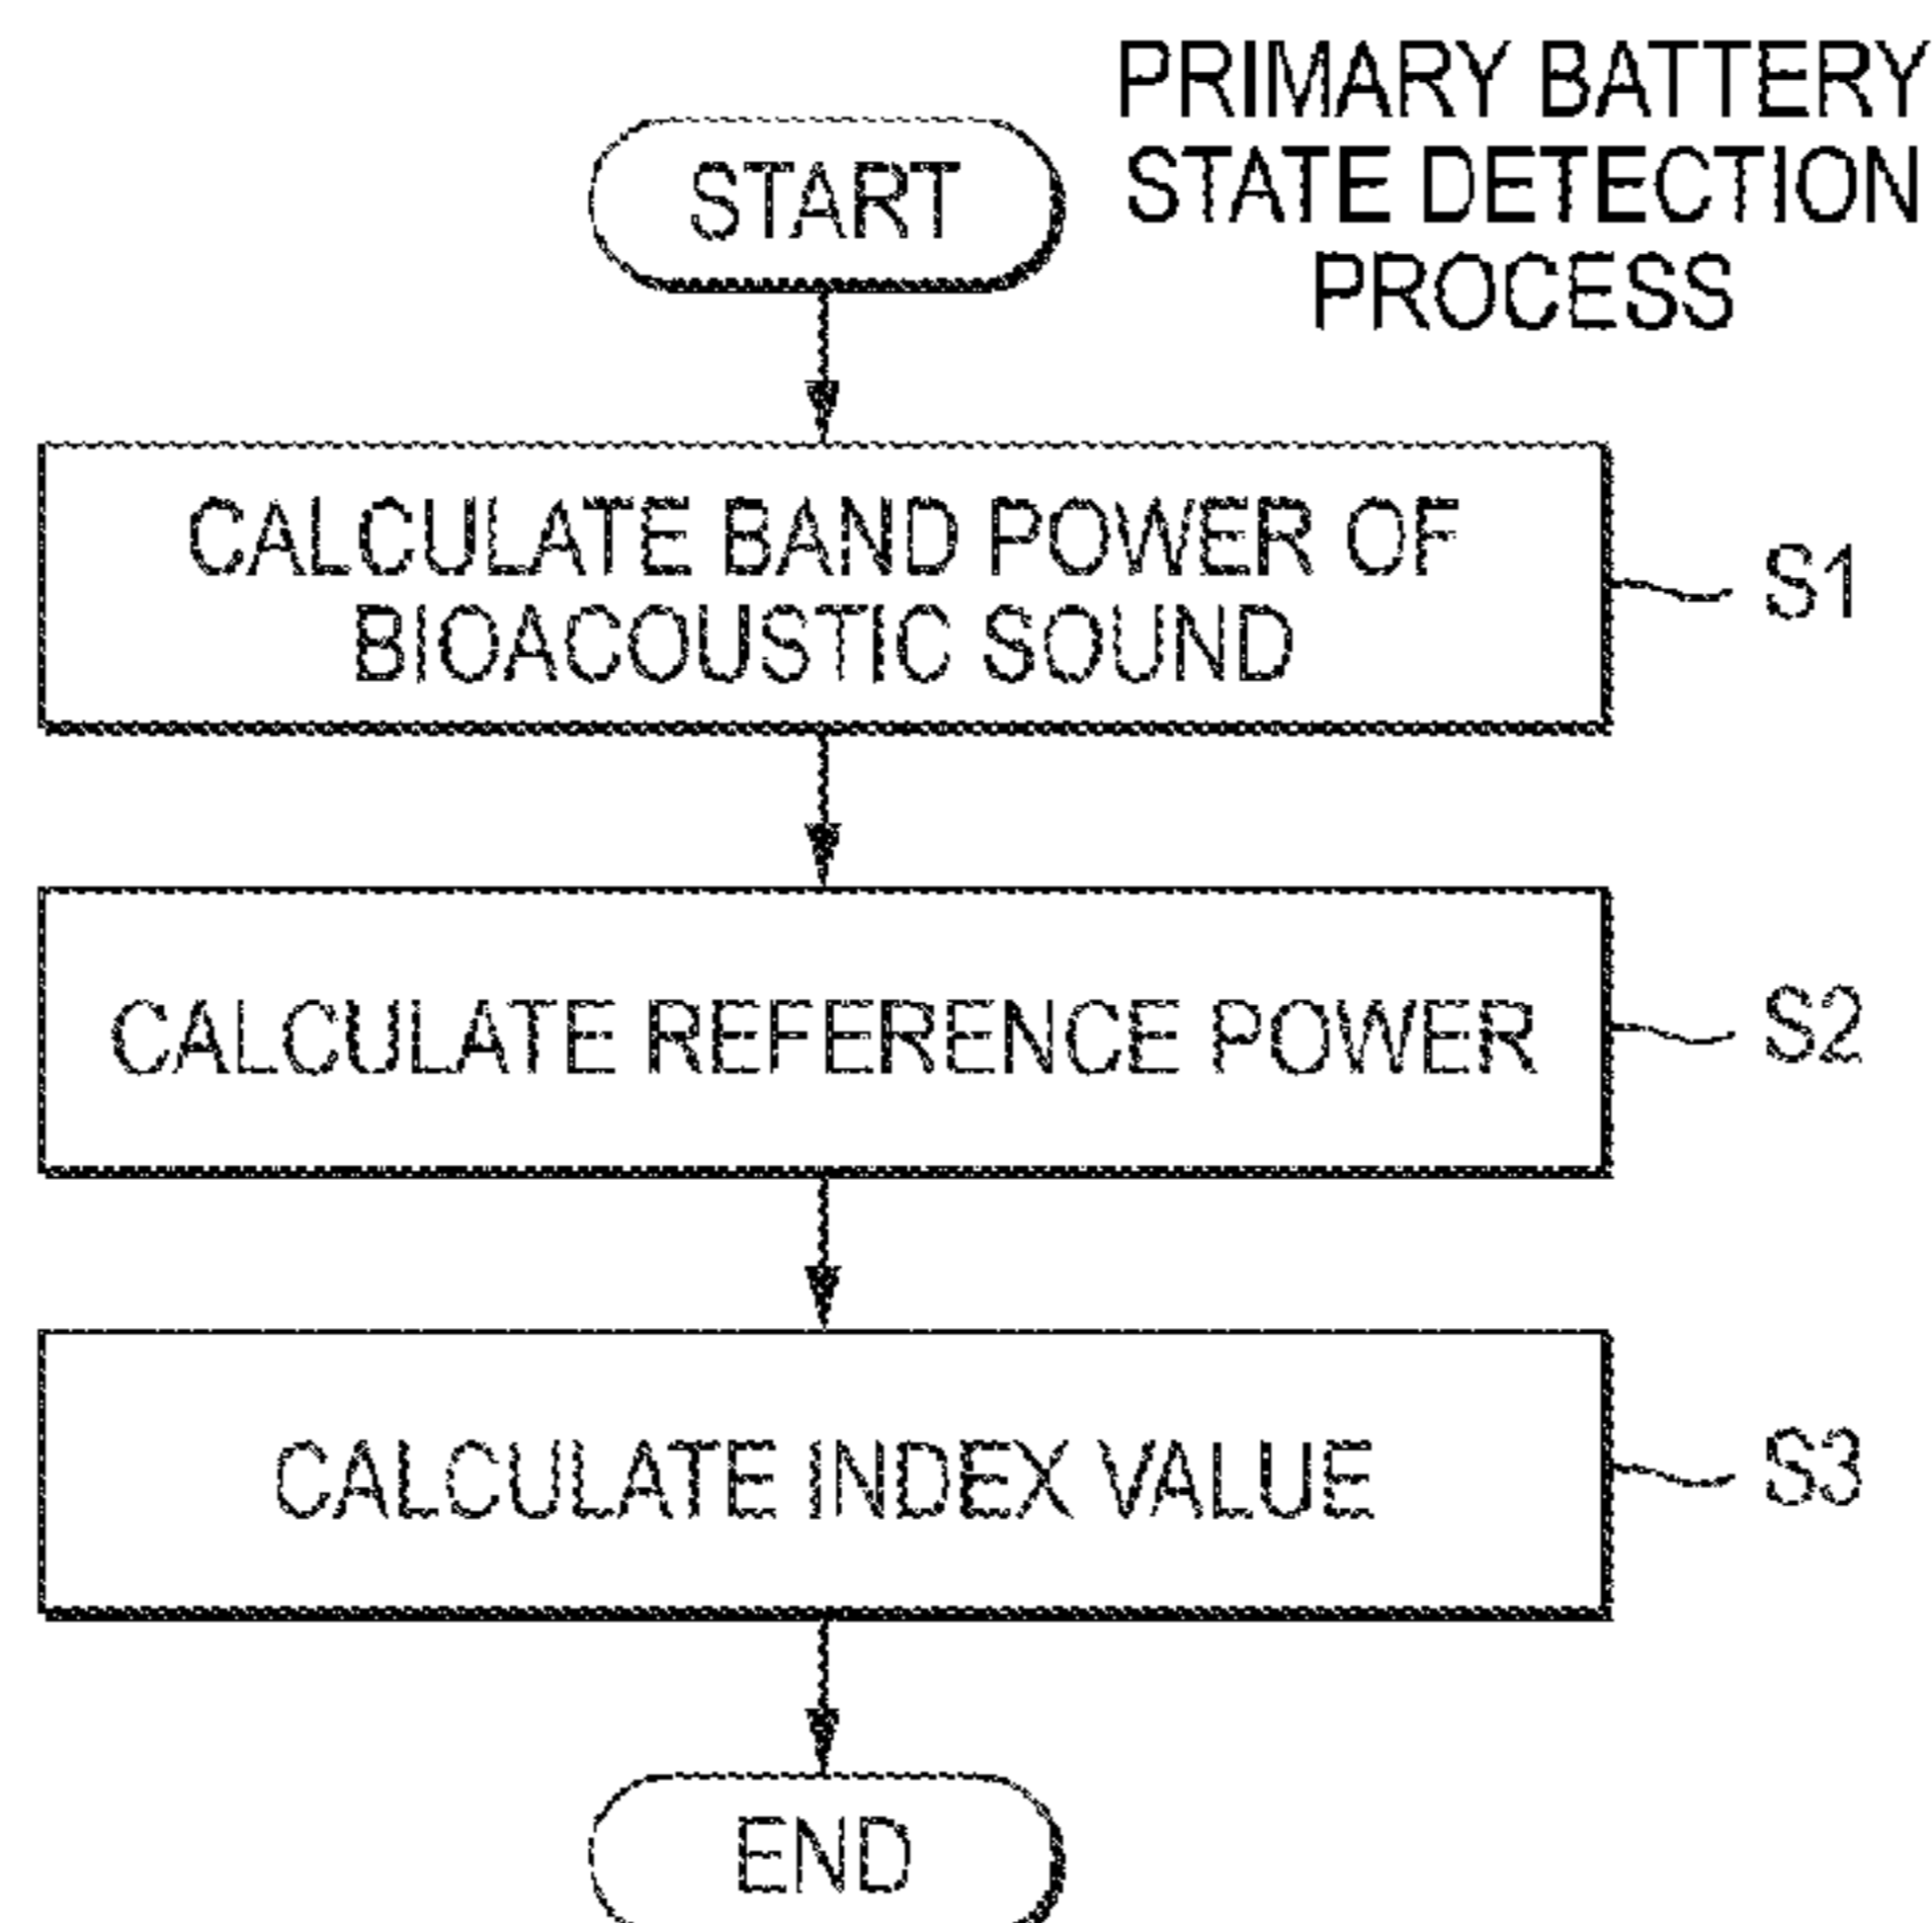 PRIMARY BATTERY
STATE DETECTION
PROCESS
START
CALCULATE BAND POWER OF
BIOACOUSTIC SOUND
S1
CALCULATE REFERENCE POWER
S2
CALCULATE INDEX VALUE
S3
END